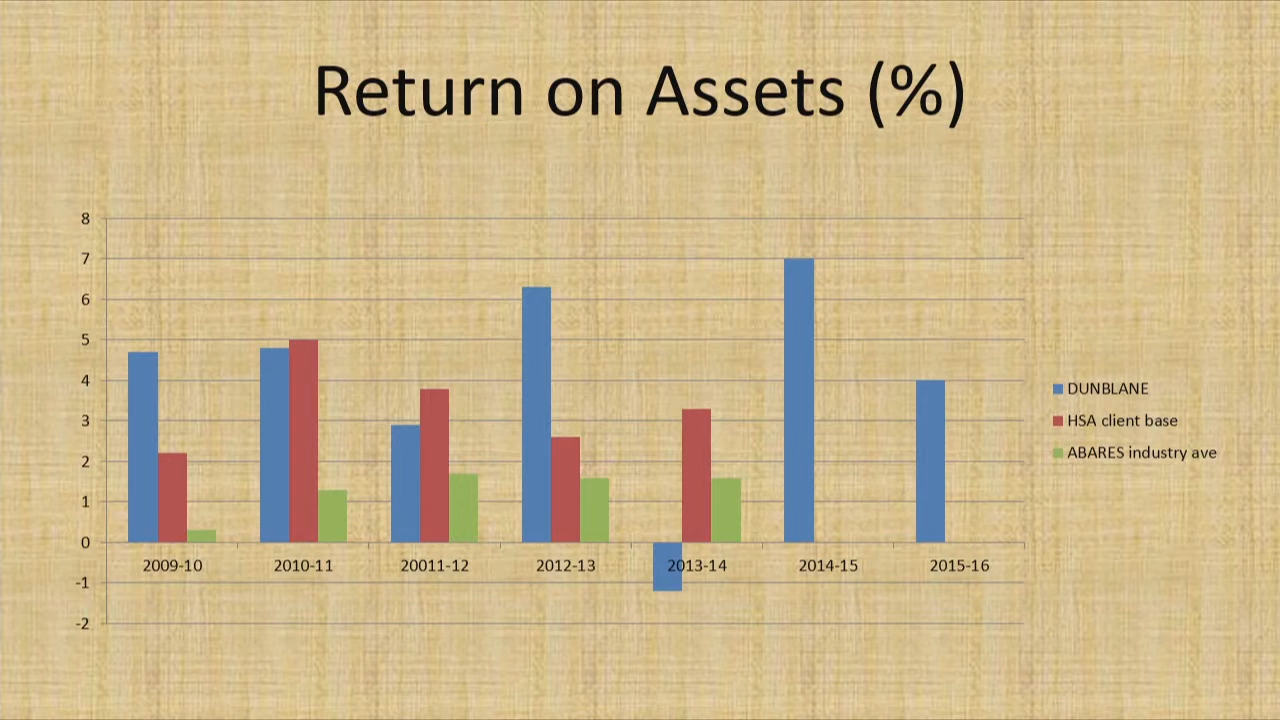 Return on Assets (%)
8
7
6
5
4
3
2
1
0
-1
-2
2009-10 2010-11 20011-12 2012-13 2013-14 2014-15 2015-16
DUNBLANE
HSA client base
ABARES industry ave